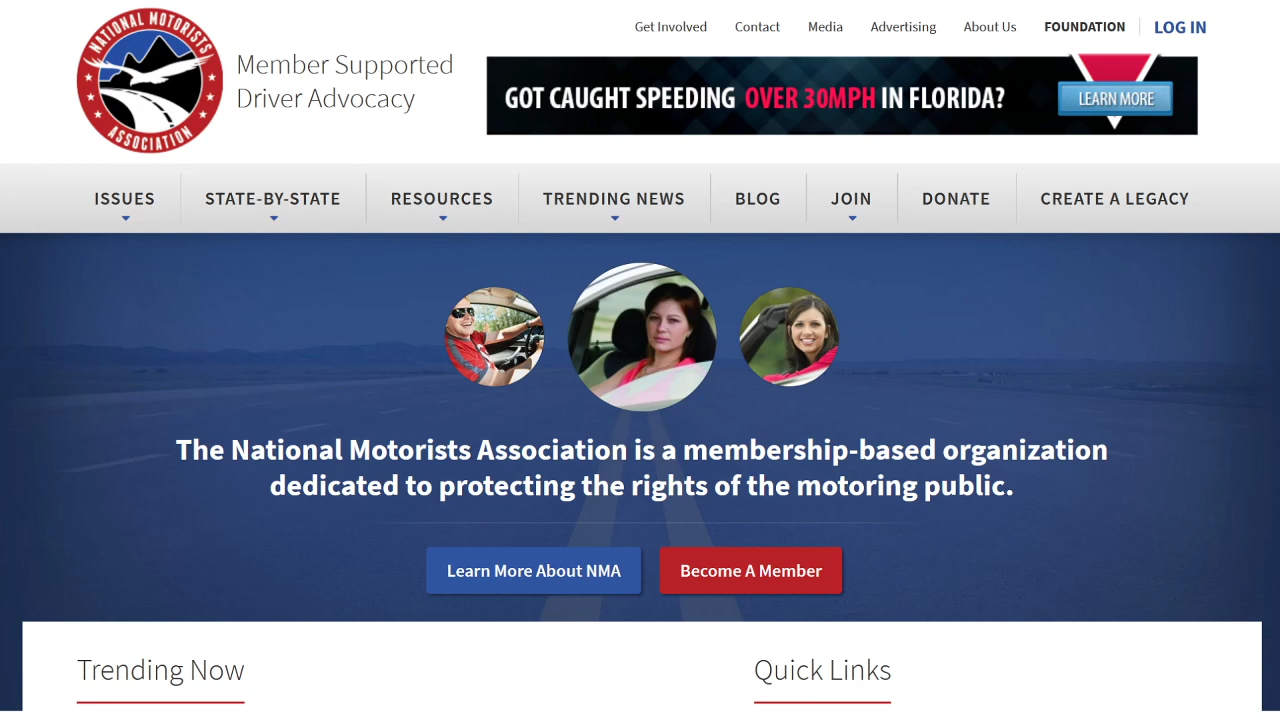 NATIONAL MOTORISTS
ASSOCIATION
Member Supported
Driver Advocacy
Get Involved
Contact
Media
Advertising
About Us
FOUNDATION
LOG IN
GOT CAUGHT SPEEDING OVER 30MPH IN FLORIDA?
LEARN MORE
ISSUES
STATE-BY-STATE
RESOURCES
TRENDING NEWS
BLOG
JOIN
DONATE
CREATE A LEGACY
The National Motorists Association is a membership-based organization
dedicated to protecting the rights of the motoring public.
Learn More About NMA
Become A Member
Trending Now
Quick Links